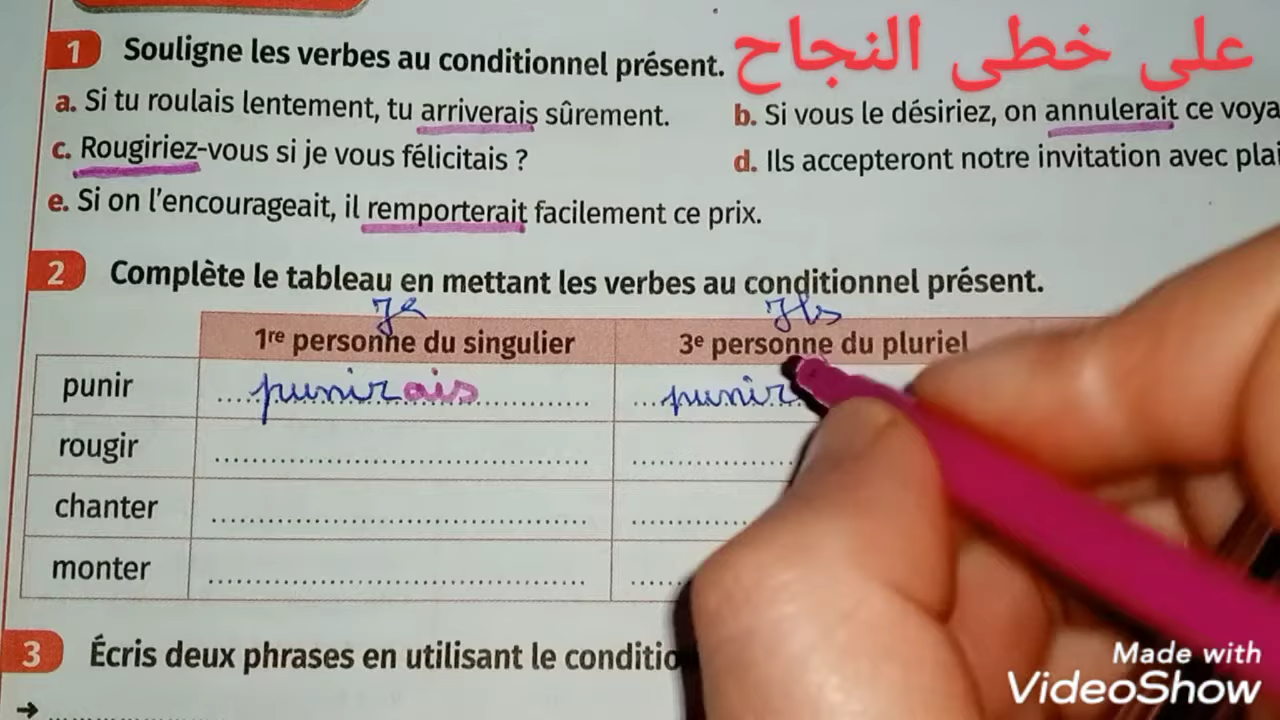 على خطى النجاح
1 Souligne les verbes au conditionnel présent.
a. Si tu roulais lentement, tu arriverais sûrement.
b. Si vous le désiriez, on annulerait ce voya
c. Rougiriez-vous si je vous félicitais ?
d. Ils accepteront notre invitation avec plai
e. Si on l'encourageait, il remporterait facilement ce prix.
2 Complète le tableau en mettant les verbes au conditionnel présent.
Je
Ils
1re personne du singulier
3e personne du pluriel
punir
punirais
punir
rougir
chanter
monter
3 Écris deux phrases en utilisant le conditio
Made with
VideoShow